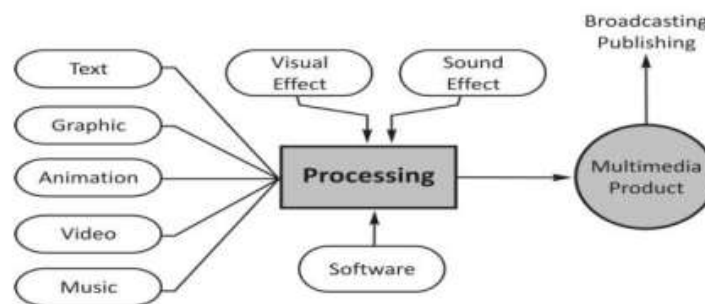 Text
Graphic
Animation
Video
Music
Visual
Effect
Sound
Effect
Processing
Software
Multimedia
Product
Broadcasting
Publishing